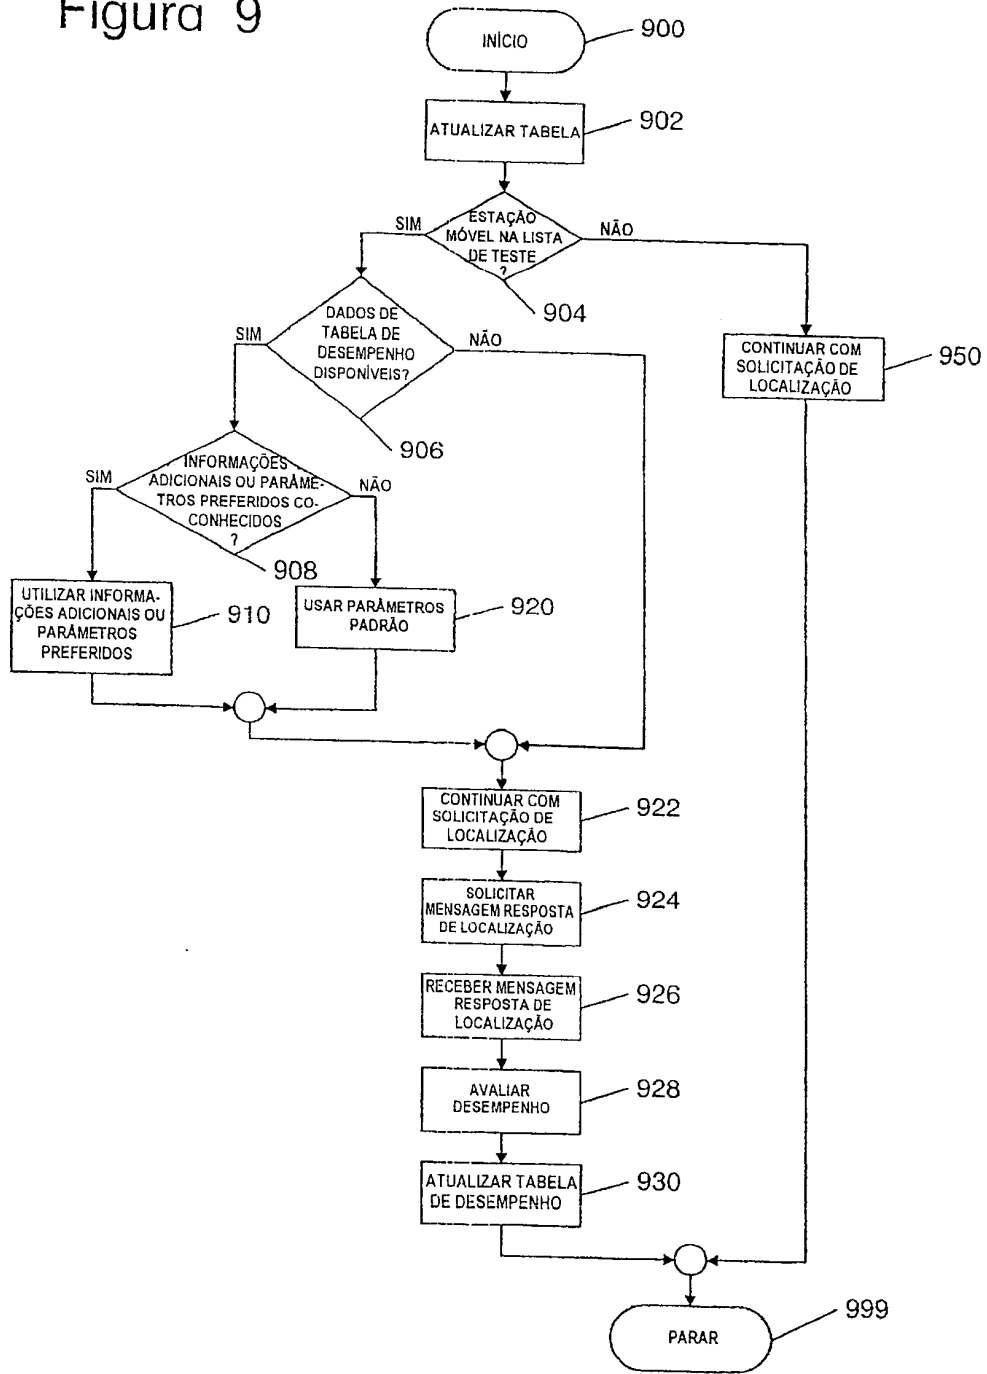 Figura 9
INÍCIO
900
ATUALIZAR TABELA
902
SIM
ESTAÇÃO
MÓVEL NA LISTA
DE TESTE
?
NÃO
904
SIM
DADOS DE
TABELA DE
DESEMPENHO
DISPONÍVEIS?
NÃO
906
CONTINUAR COM
SOLICITAÇÃO DE
LOCALIZAÇÃO
950
SIM
INFORMAÇÕES
ADICIONAIS OU PARÂME-
TROS PREFERIDOS CO-
CONHECIDOS
?
NÃO
908
UTILIZAR INFORMA-
ÇÕES ADICIONAIS OU
PARÂMETROS
PREFERIDOS
910
USAR PARÂMETROS
PADRÃO
920
CONTINUAR COM
SOLICITAÇÃO DE
LOCALIZAÇÃO
922
SOLICITAR
MENSAGEM RESPOSTA
DE LOCALIZAÇÃO
924
RECEBER MENSAGEM
RESPOSTA DE
LOCALIZAÇÃO
926
AVALIAR
DESEMPENHO
928
ATUALIZAR TABELA
DE DESEMPENHO
930
PARAR
999